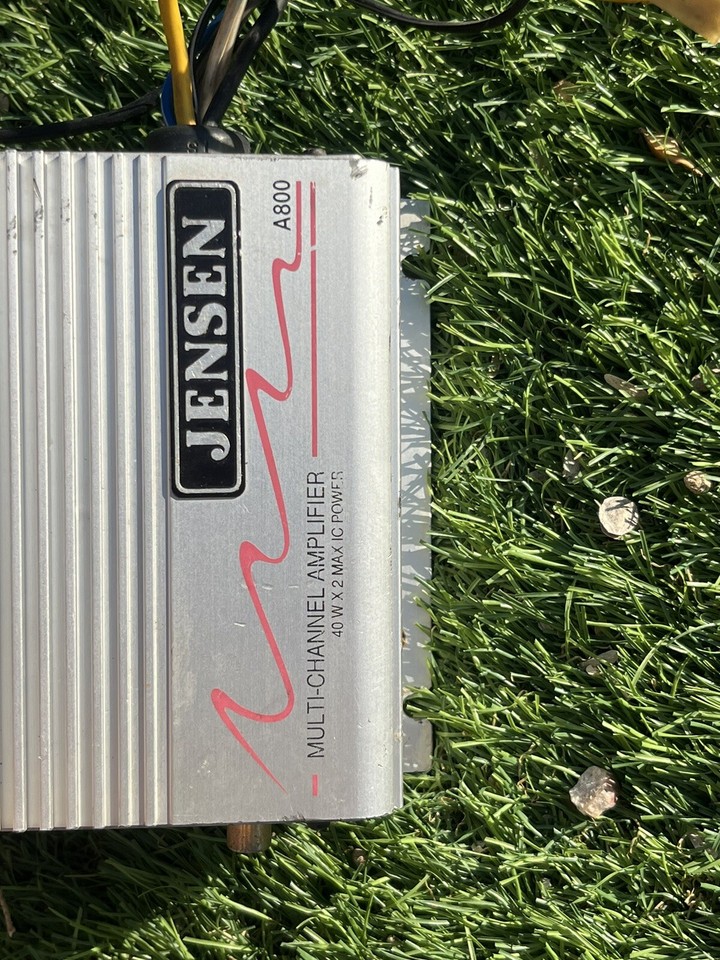 JENSEN
A800
MULTI-CHANNEL AMPLIFIER
40 W X 2 MAX IC POWER